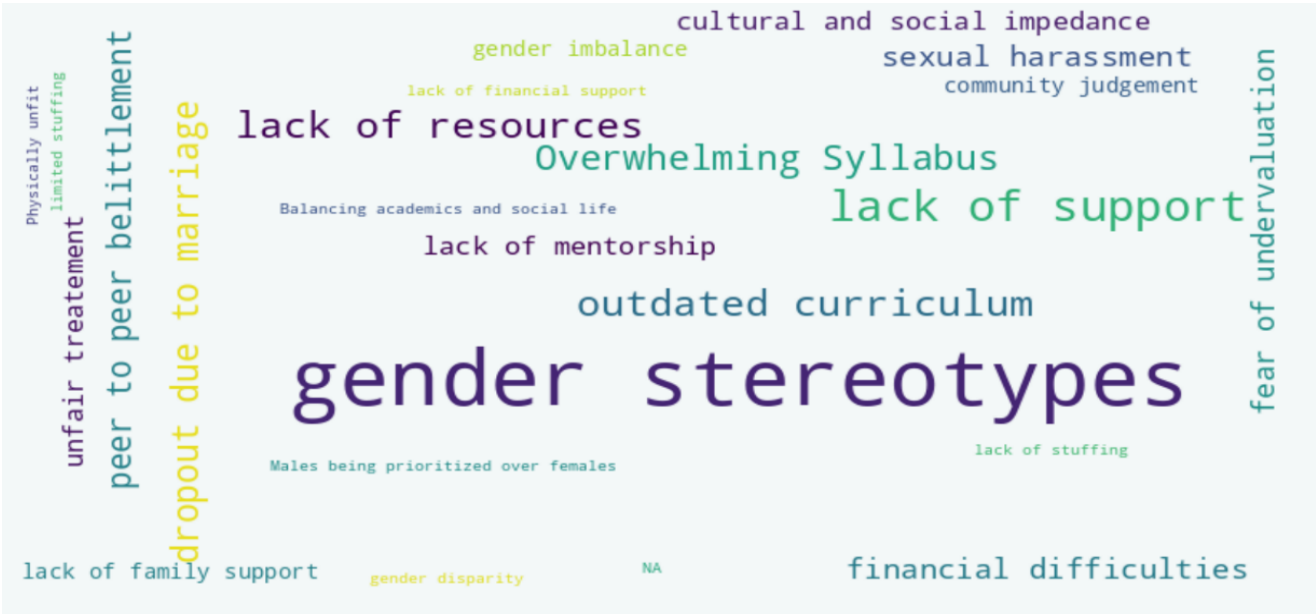 cultural and social impedance
gender imbalance
sexual harassment
community judgement
lack of financial support
lack of resources
Overwhelming Syllabus
lack of support
Balancing academics and social life
lack of mentorship
outdated curriculum
gender stereotypes
lack of stuffing
Males being prioritized over females
lack of family support
gender disparity
NA
financial difficulties
Physically unfit
limited stuffing
unfair treatement
peer to peer belittlement
dropout due to marriage
fear of undervaluation